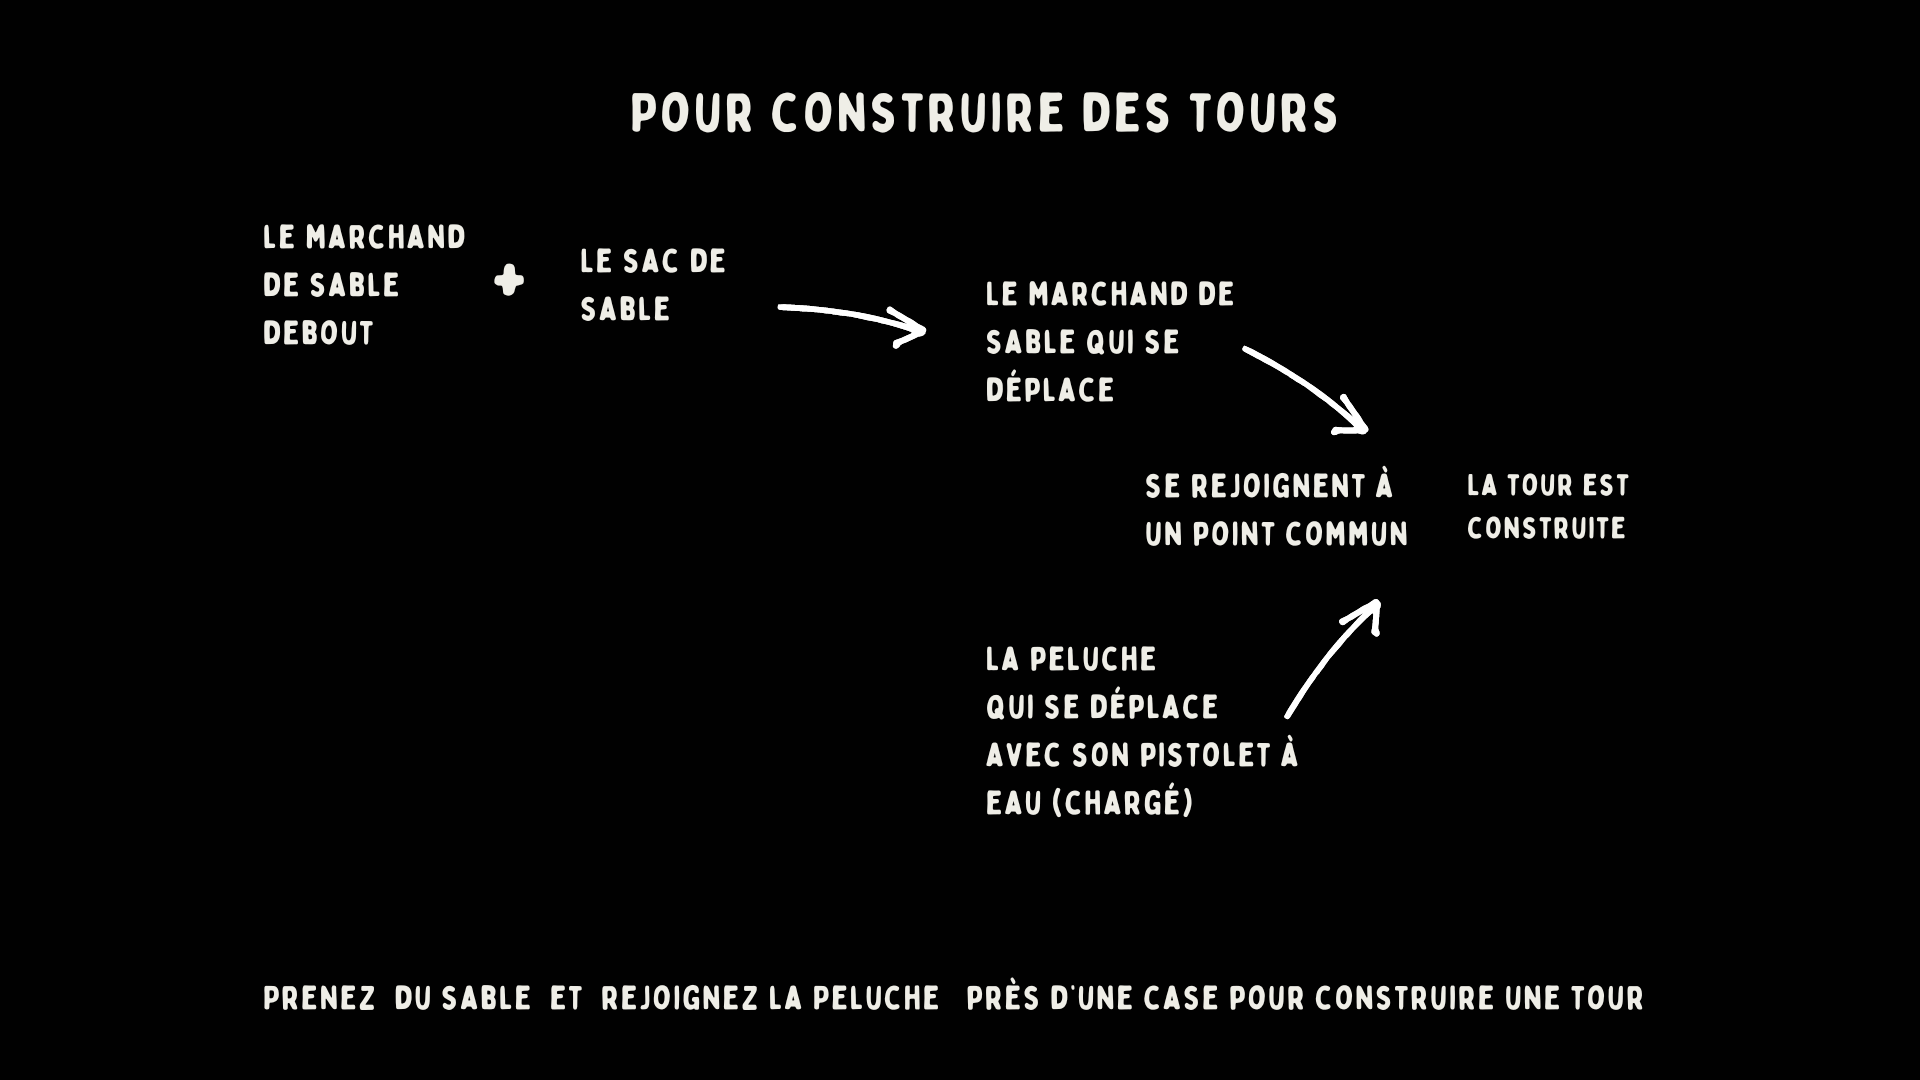 POUR CONSTRUIRE DES TOURS
LE MARCHAND
DE SABLE
DEBOUT
+
LE SAC DE
SABLE
LE MARCHAND DE
SABLE QUI SE
DÉPLACE
SE REJOIGNENT À
UN POINT COMMUN
LA TOUR EST
CONSTRUITE
LA PELUCHE
QUI SE DÉPLACE
AVEC SON PISTOLET À
EAU (CHARGÉ)
PRENEZ DU SABLE ET REJOIGNEZ LA PELUCHE PRÈS D'UNE CASE POUR CONSTRUIRE UNE TOUR